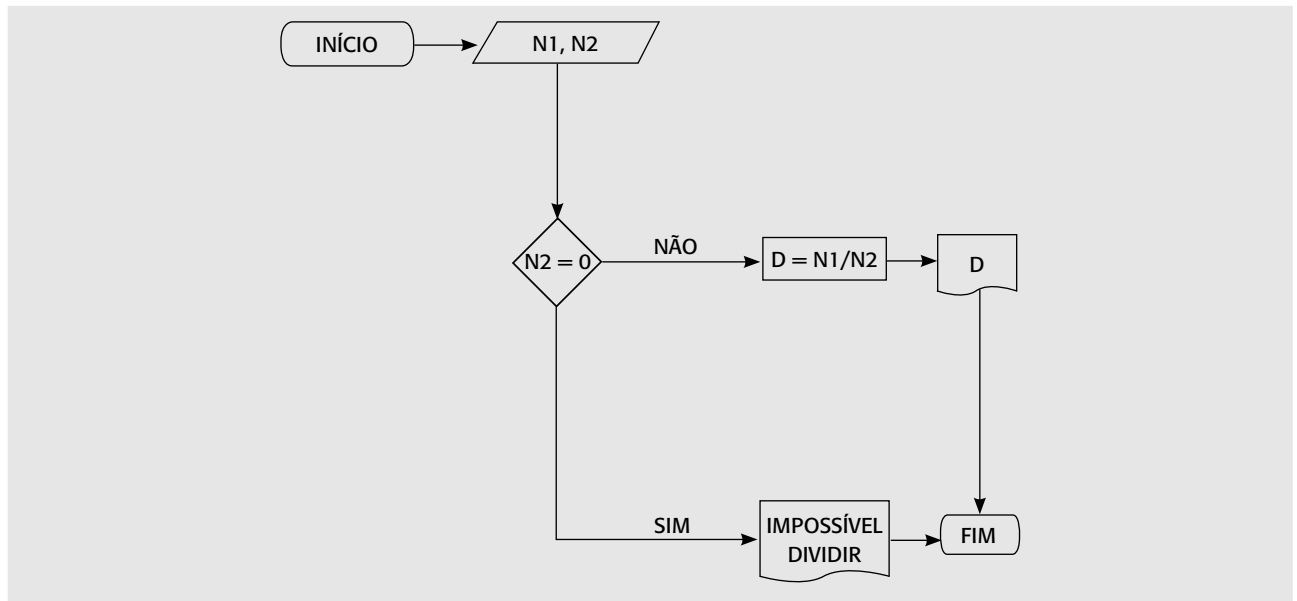 INÍCIO
N1, N2
N2 = 0
NÃO
D = N1/N2
D
SIM
IMPOSSÍVEL
DIVIDIR
FIM